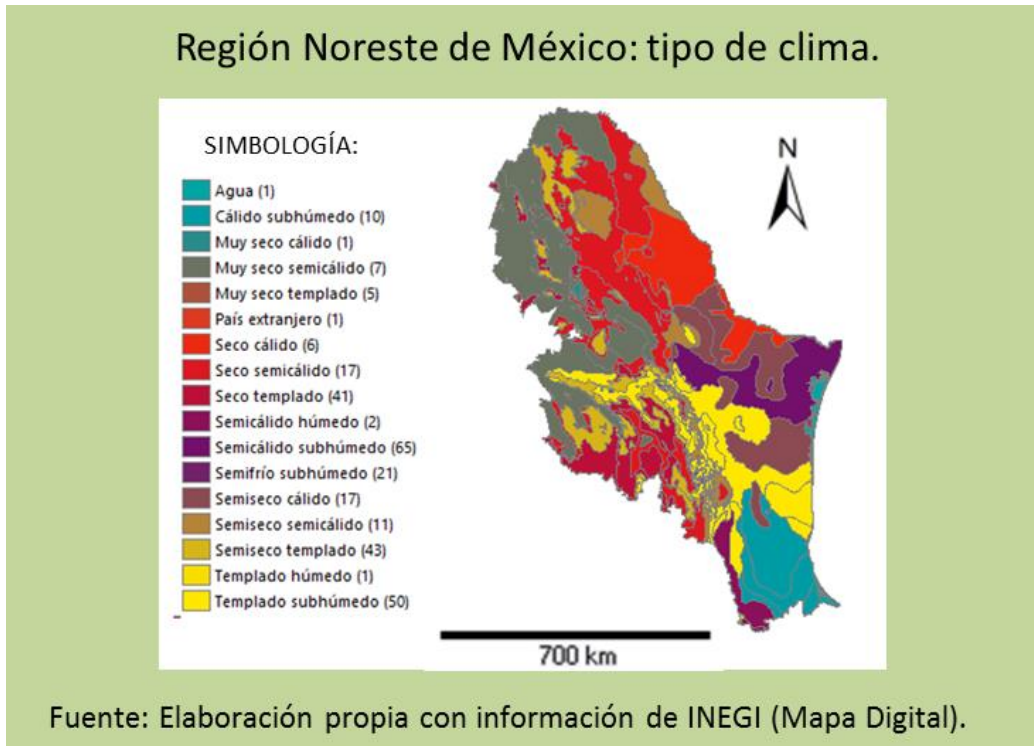 Región Noreste de México: tipo de clima.
SIMBOLOGÍA:
N
Agua (1)
Cálido subhúmedo (10)
Muy seco cálido (1)
Muy seco semicálido (7)
Muy seco templado (5)
País extranjero (1)
Seco cálido (6)
Seco semicálido (17)
Seco templado (41)
Semicálido húmedo (2)
Semicálido subhúmedo (65)
Semifrío subhúmedo (21)
Semiseco cálido (17)
Semiseco semicálido (11)
Semiseco templado (43)
Templado húmedo (1)
Templado subhúmedo (50)
700 km
Fuente: Elaboración propia con información de INEGI (Mapa Digital).